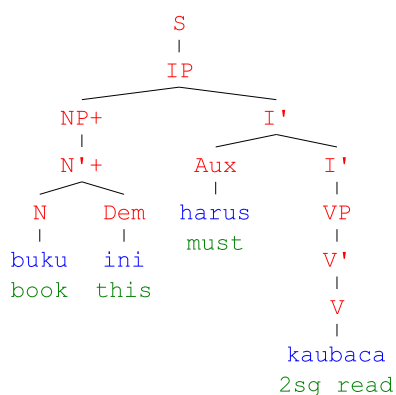 S
IP
NP+ I'
N'+ Aux I'
N Dem harus VP
must
buku ini V'
book this
V
kaubaca
2sg read